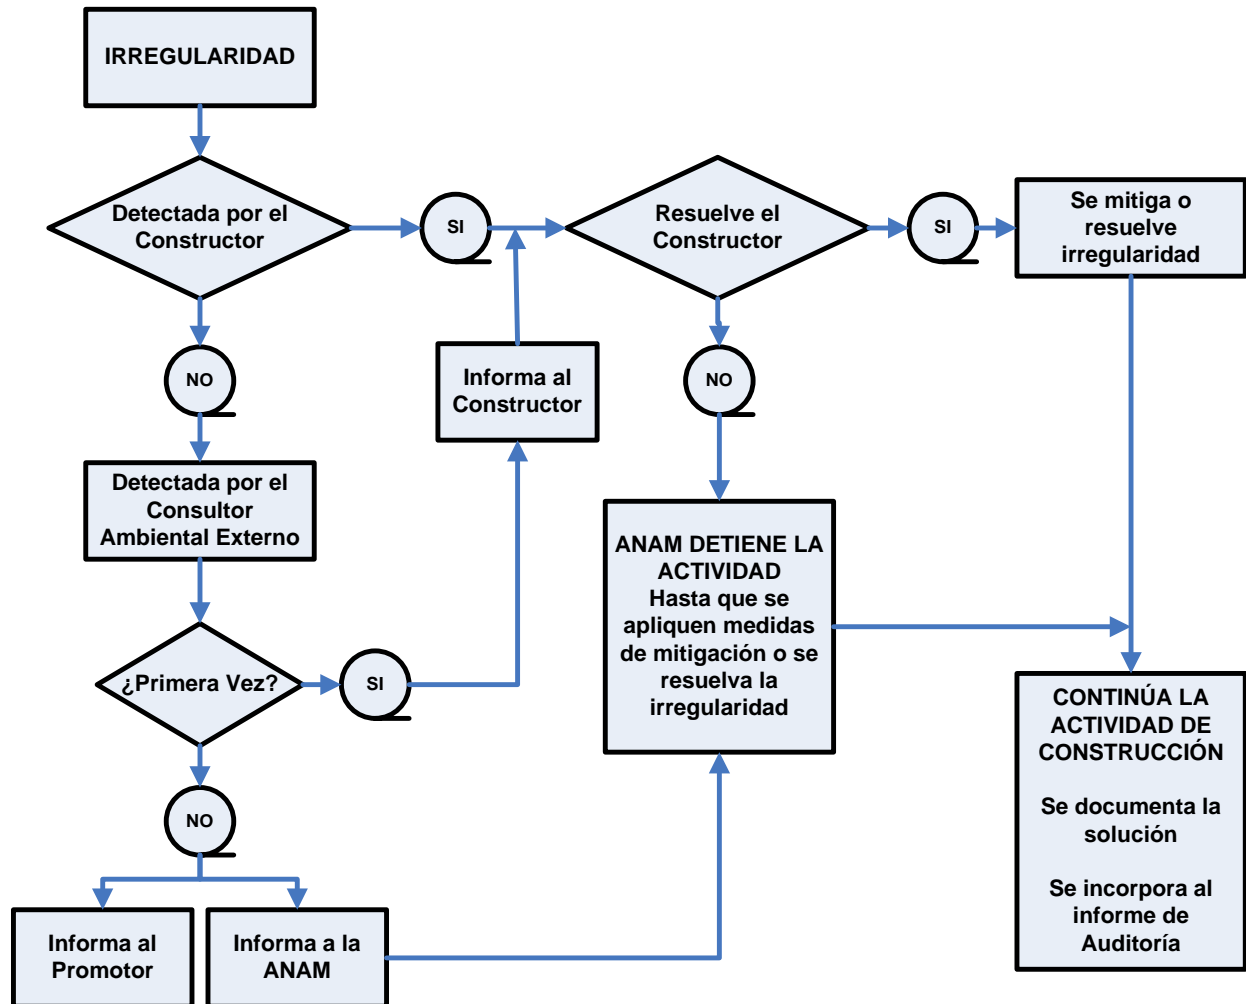 IRREGULARIDAD
Detectada por el
Constructor
SI
Resuelve el
Constructor
SI
Se mitiga o
resuelve
irregularidad
NO
Informa al
Constructor
NO
Detectada por el
Consultor
Ambiental Externo
ANAM DETIENE LA
ACTIVIDAD
Hasta que se
apliquen medidas
de mitigación o se
resuelva la
irregularidad
¿Primera Vez?
SI
CONTINÚA LA
ACTIVIDAD DE
CONSTRUCCIÓN
Se documenta la
solución
Se incorpora al
informe de
Auditoría
NO
Informa al
Promotor
Informa a la
ANAM